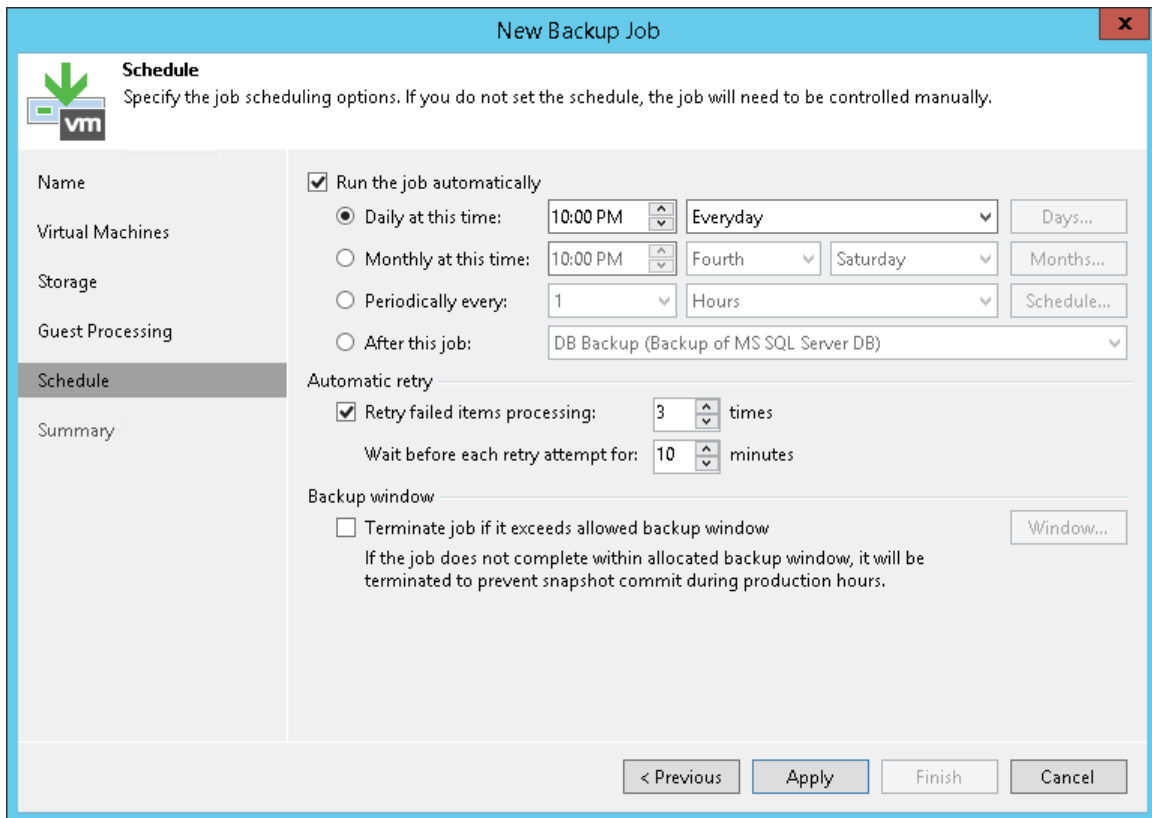 New Backup Job
x
Schedule
Specify the job scheduling options. If you do not set the schedule, the job will need to be controlled manually.
vm
Name
Virtual Machines
Storage
Guest Processing
Schedule
Summary
Run the job automatically
Daily at this time: 10:00 PM Everyday Days...
Monthly at this time: 10:00 PM Fourth Saturday Months...
Periodically every: 1 Hours Schedule...
After this job: DB Backup (Backup of MS SQL Server DB)
Automatic retry
Retry failed items processing: 3 times
Wait before each retry attempt for: 10 minutes
Backup window
Terminate job if it exceeds allowed backup window Window...
If the job does not complete within allocated backup window, it will be
terminated to prevent snapshot commit during production hours.
< Previous Apply Finish Cancel